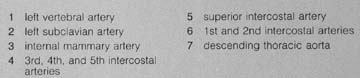 1 left vertebral artery
2 left subclavian artery
3 internal mammary artery
4 3rd, 4th, and 5th intercostal
arteries
5 superior intercostal artery
6 1st and 2nd intercostal arteries
7 descending thoracic aorta